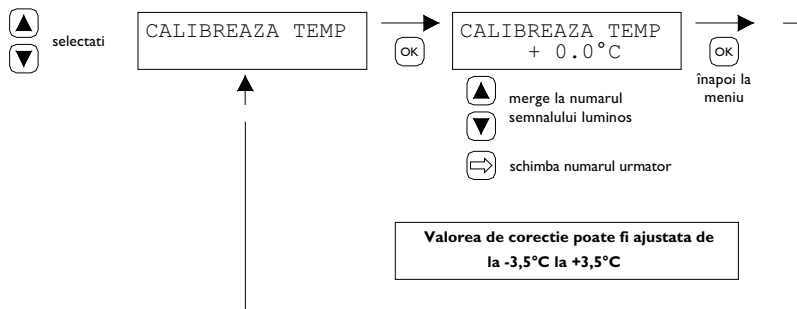 selectati
CALIBREAZA TEMP
OK
CALIBREAZA TEMP
+ 0.0°C
OK
înapoi la
meniu
merge la numarul
semnalului luminos
schimba numarul urmator
Valorea de corectie poate fi ajustata de
la -3,5°C la +3,5°C